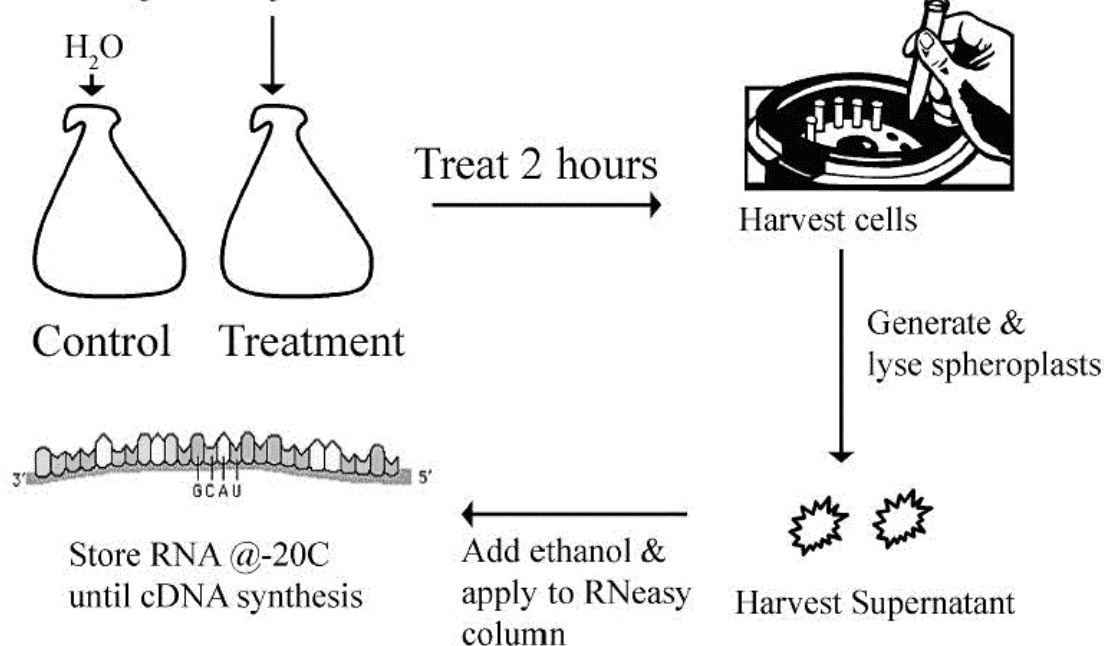 H₂O
Control
Treatment
Treat 2 hours
Harvest cells
Generate &
lyse spheroplasts
Harvest Supernatant
Add ethanol &
apply to RNeasy
column
3'
5'
GCAU
Store RNA @-20C
until cDNA synthesis